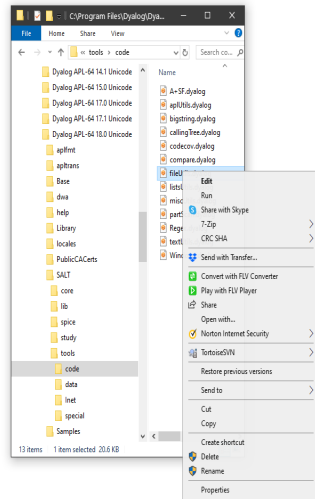 C:\Program Files\Dyalog\Dya...
File
Home
Share
View
« tools › code
Search co...
Dyalog APL-64 14.1 Unicode
Dyalog APL-64 15.0 Unicode
Dyalog APL-64 17.0 Unicode
Dyalog APL-64 17.1 Unicode
Dyalog APL-64 18.0 Unicode
aplfmt
apltrans
Base
dwa
help
Library
locales
PublicCACerts
SALT
core
lib
spice
study
tools
code
data
Inet
special
Samples
Name
A+SF.dyalog
aplUtils.dyalog
bigstring.dyalog
callingTree.dyalog
codecov.dyalog
compare.dyalog
Edit
Run
Share with Skype
7-Zip
CRC SHA
Send with Transfer...
Convert with FLV Converter
Play with FLV Player
Share
Open with...
Norton Internet Security
TortoiseSVN
Restore previous versions
Send to
Cut
Copy
Create shortcut
Delete
Rename
Properties
13 items
1 item selected 20.6 KB